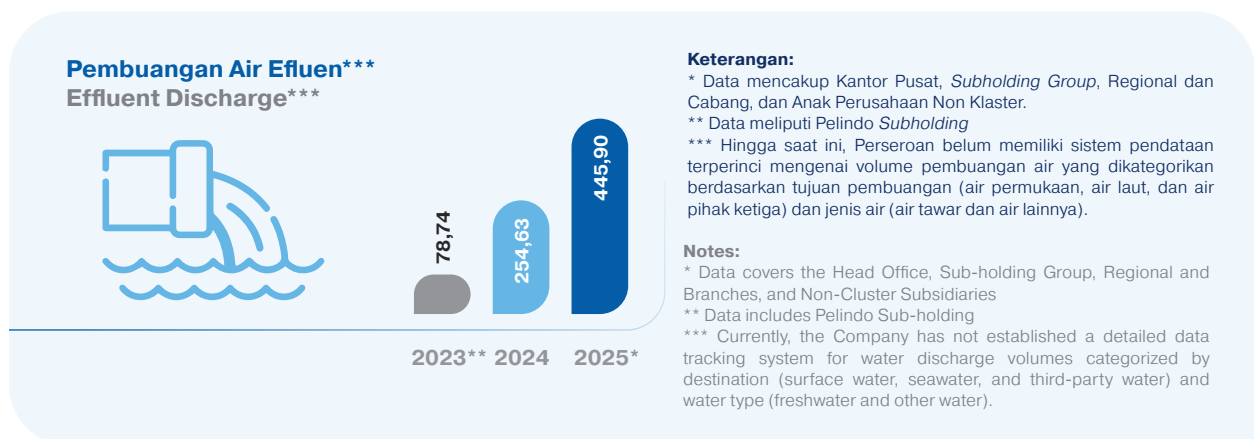 Pembuangan Air Efluen***
Effluent Discharge***
78,74
254,63
445,90
2023** 2024 2025*
Keterangan:
* Data mencakup Kantor Pusat, Subholding Group, Regional dan
Cabang, dan Anak Perusahaan Non Klaster.
** Data meliputi Pelindo Subholding
*** Hingga saat ini, Perseroan belum memiliki sistem pendataan
terperinci mengenai volume pembuangan air yang dikategorikan
berdasarkan tujuan pembuangan (air permukaan, air laut, dan air
pihak ketiga) dan jenis air (air tawar dan air lainnya).
Notes:
* Data covers the Head Office, Sub-holding Group, Regional and
Branches, and Non-Cluster Subsidiaries
** Data includes Pelindo Sub-holding
*** Currently, the Company has not established a detailed data
tracking system for water discharge volumes categorized by
destination (surface water, seawater, and third-party water) and
water type (freshwater and other water).